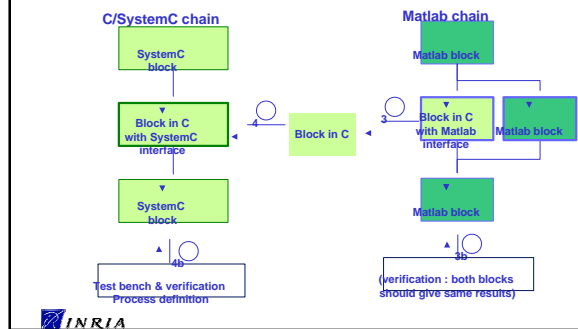 C/SystemC chain
Matlab chain
SystemC
block
Matlab block
Block in C
with SystemC
interface
4
Block in C
3
Block in C
with Matlab
interface
Matlab block
SystemC
block
Matlab block
4b
3b
Test bench & verification
Process definition
(verification : both blocks
should give same results)
INRIA